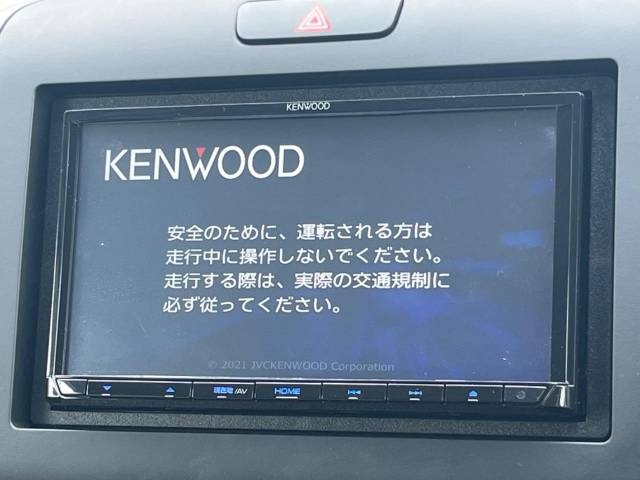 KENWOOD
KENWOOD
安全のために、運転される方は
走行中に操作しないでください。
走行する際は、実際の交通規制に
必ず従ってください。
© 2021 JVCKENWOOD Corporation
現在地/AV HOME